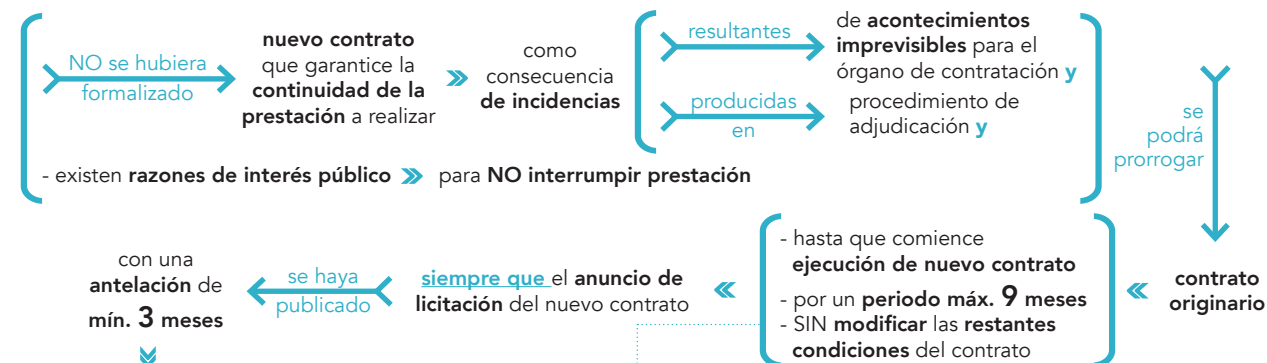 NO se hubiera
formalizado
nuevo contrato
que garantice la
continuidad de la
prestación a realizar
como
consecuencia
de incidencias
resultantes
de acontecimientos
imprevisibles para el
órgano de contratación y
producidas
en
procedimiento de
adjudicación y
- existen razones de interés público
para NO interrumpir prestación
se
podrá
prorrogar
contrato
originario
- hasta que comience
ejecución de nuevo contrato
- por un periodo máx. 9 meses
- SIN modificar las restantes
condiciones del contrato
siempre que el anuncio de
licitación del nuevo contrato
se haya
publicado
con una
antelación de
mín. 3 meses